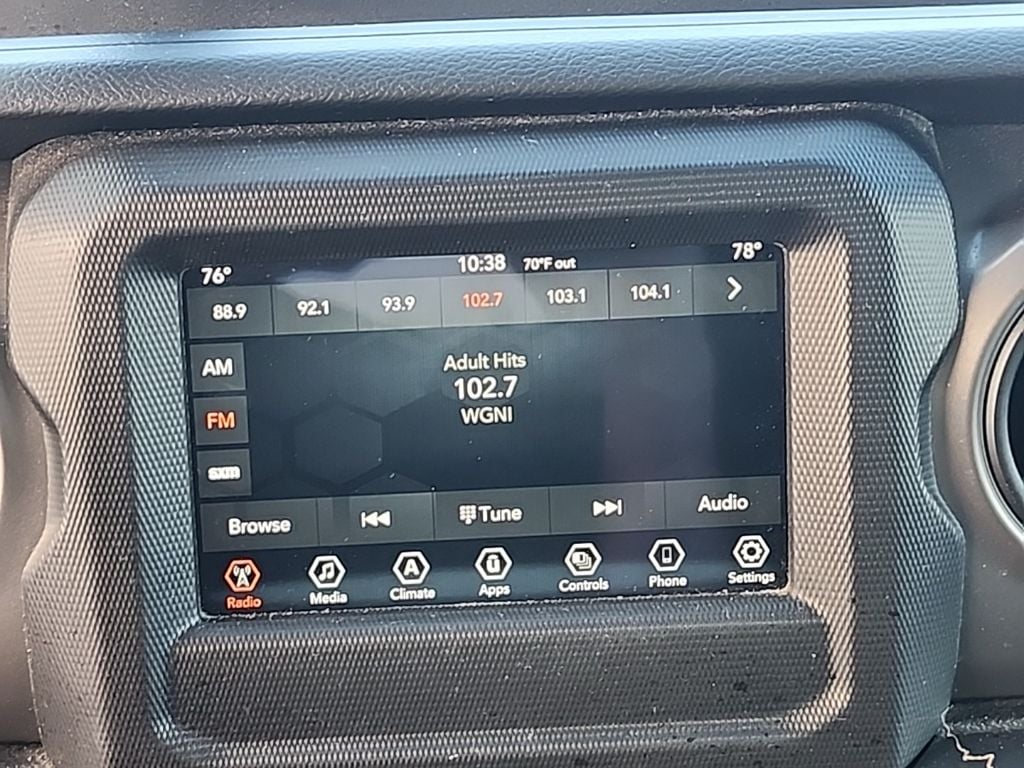 76° 10:38 70°F out 78°
88.9 92.1 93.9 102.7 103.1 104.1
AM
Adult Hits
102.7
WGNI
FM
SXM
Browse Tune Audio
Radio Media Climate Apps Controls Phone Settings